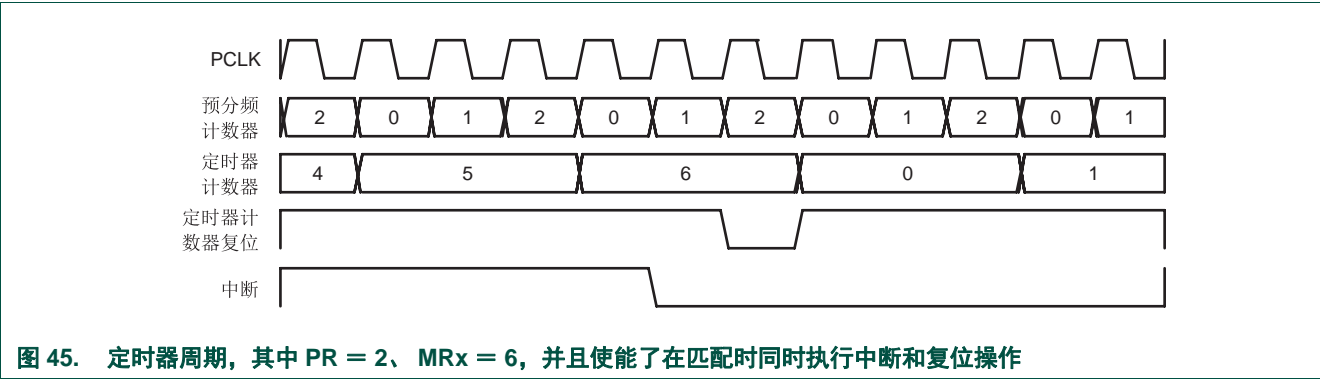 PCLK
预分频
计数器
2 0 1 2 0 1 2 0 1 2 0 1
定时器
计数器
4 5 6 0 1
定时器计
数器复位
中断
图 45. 定时器周期，其中 PR ＝ 2、 MRx ＝ 6，并且使能了在匹配时同时执行中断和复位操作